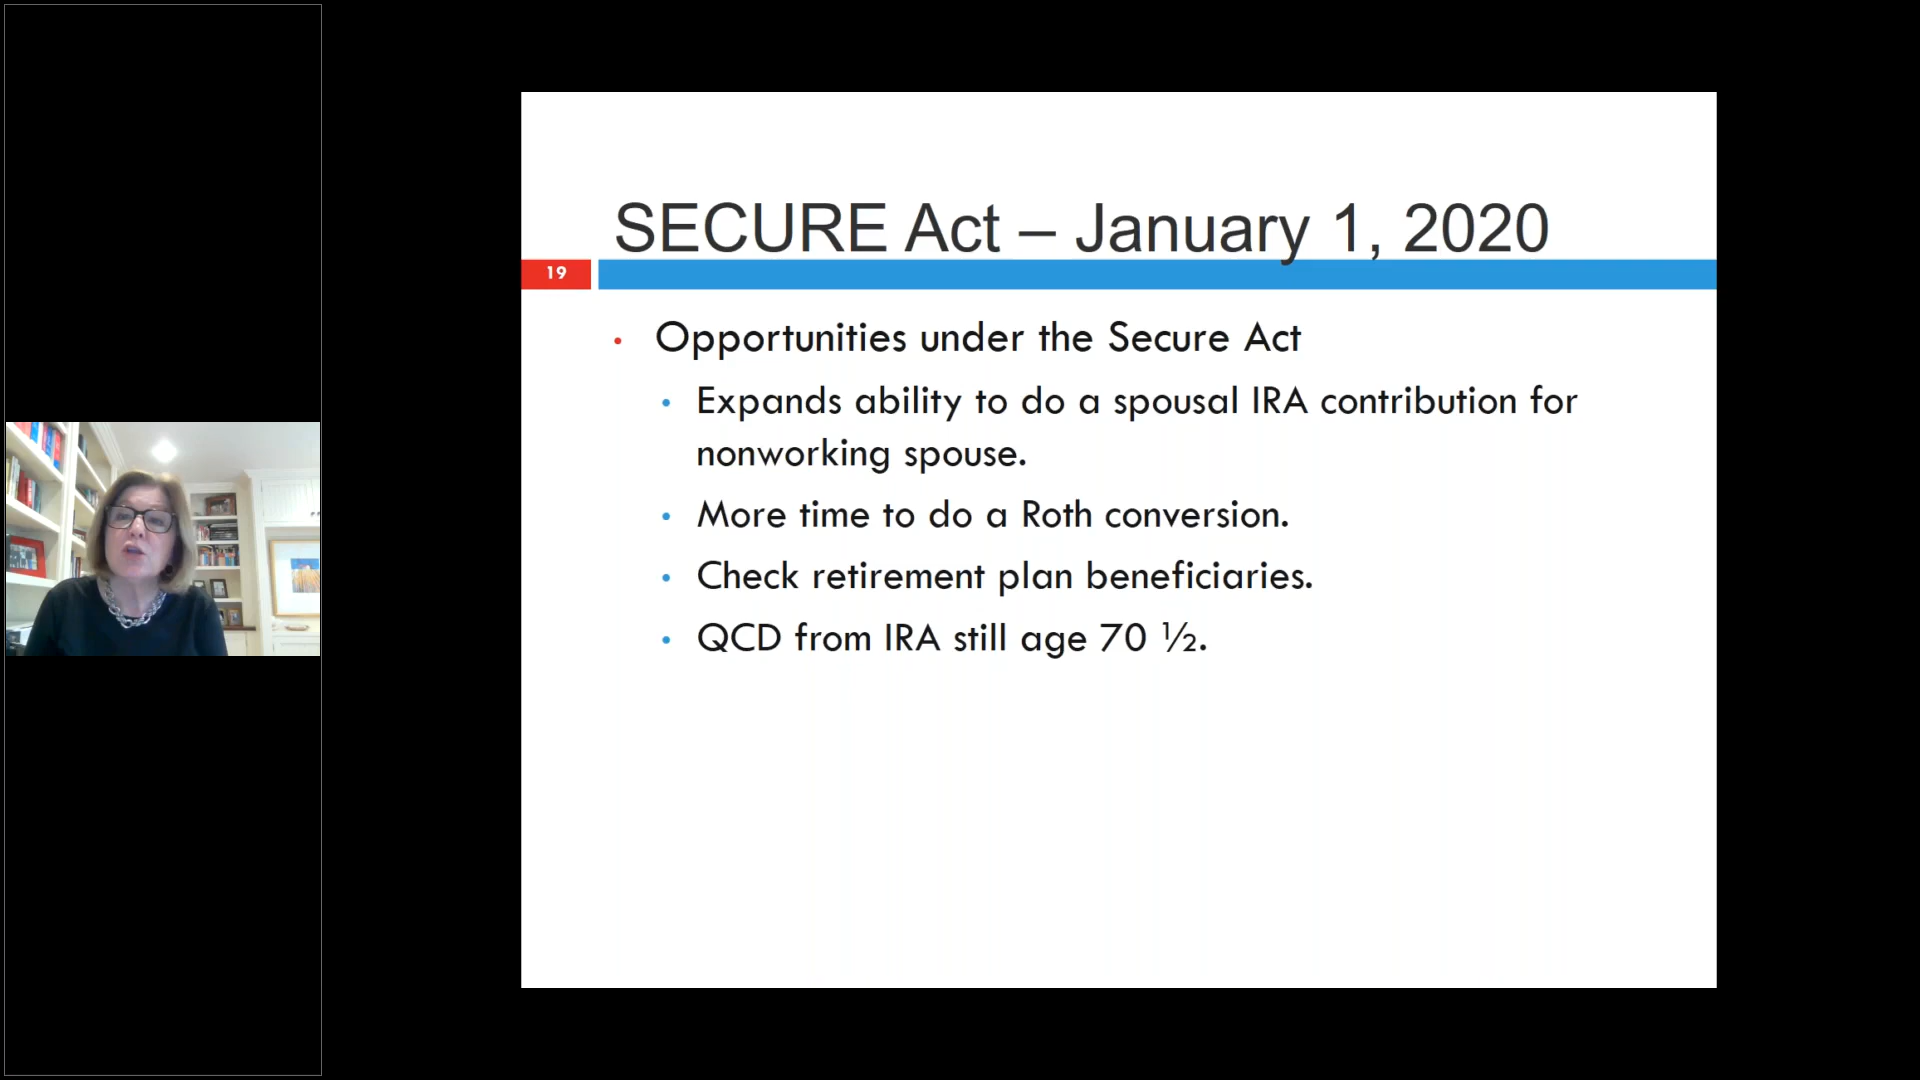 SECURE Act – January 1, 2020
19
• Opportunities under the Secure Act
• Expands ability to do a spousal IRA contribution for
nonworking spouse.
• More time to do a Roth conversion.
• Check retirement plan beneficiaries.
• QCD from IRA still age 70 ½.